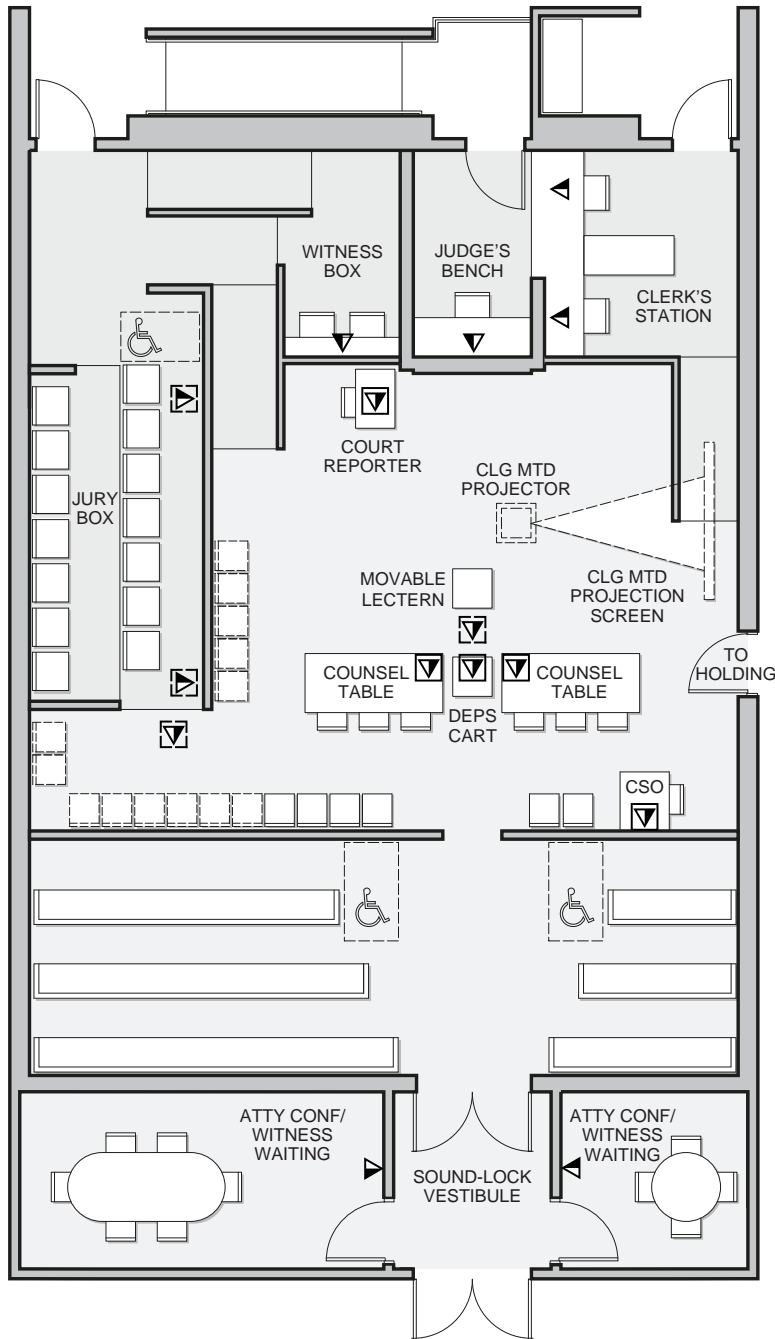 WITNESS
BOX
JUDGE'S
BENCH
CLERK'S
STATION
COURT
REPORTER
CLG MTD
PROJECTOR
JURY
BOX
MOVABLE
LECTERN
CLG MTD
PROJECTION
SCREEN
TO
HOLDING
COUNSEL
TABLE
COUNSEL
TABLE
DEPS
CART
CSO
ATTY CONF/
WITNESS
WAITING
ATTY CONF/
WITNESS
WAITING
SOUND-LOCK
VESTIBULE